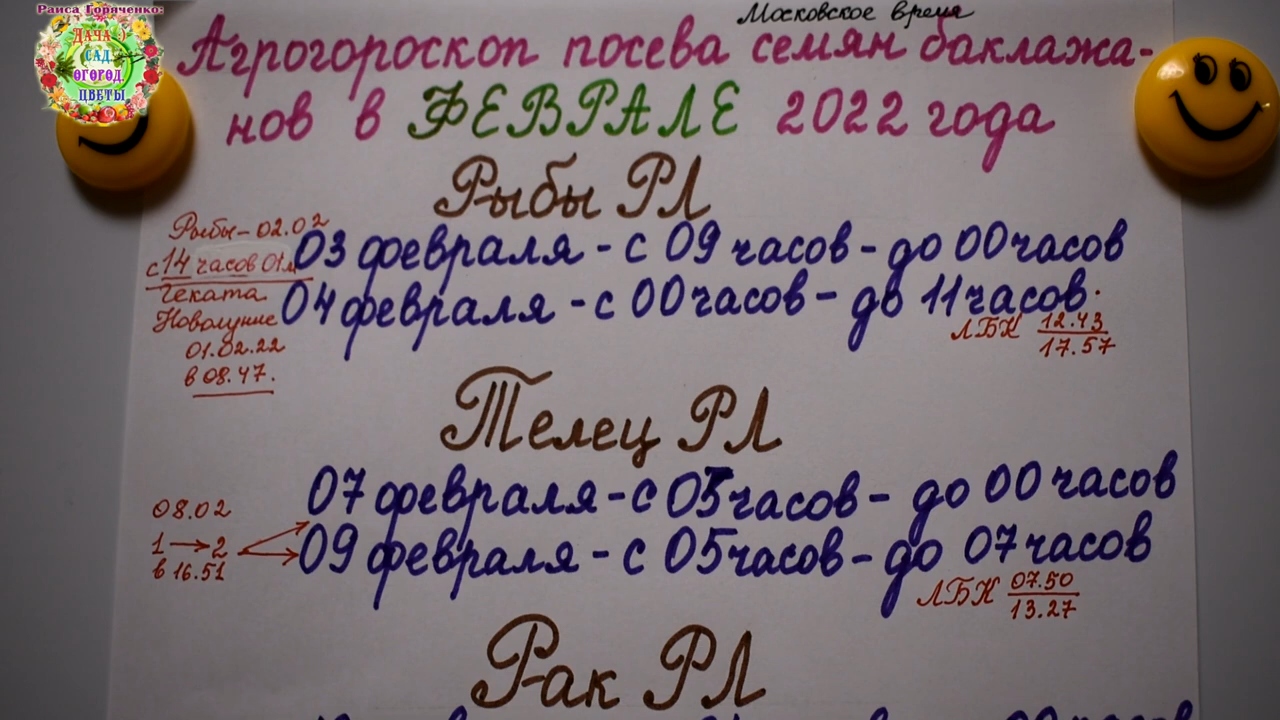 Раиса Горяченко:
ДАЧА
САД,
ОГОРОД,
ЦВЕТЫ
Московское время
Агрогороскоп посева семян баклажа-
нов в ФЕВРАЛЕ 2022 года
Рыбы РЛ
Рыбы-02.02
с 14 часов 01м
03 февраля - с 09 часов - до 00 часов
Геката
04 февраля - с 00 часов - до 11 часов.
Новолуние
01.02.22
в 08.47.
ЛБК 12.43
17.57
Телец РЛ
07 февраля - с 05 часов - до 00 часов
08.02
1 → 2
в 16.51
09 февраля - с 05 часов - до 07 часов
ЛБК 07.50
13.27
Рак РЛ